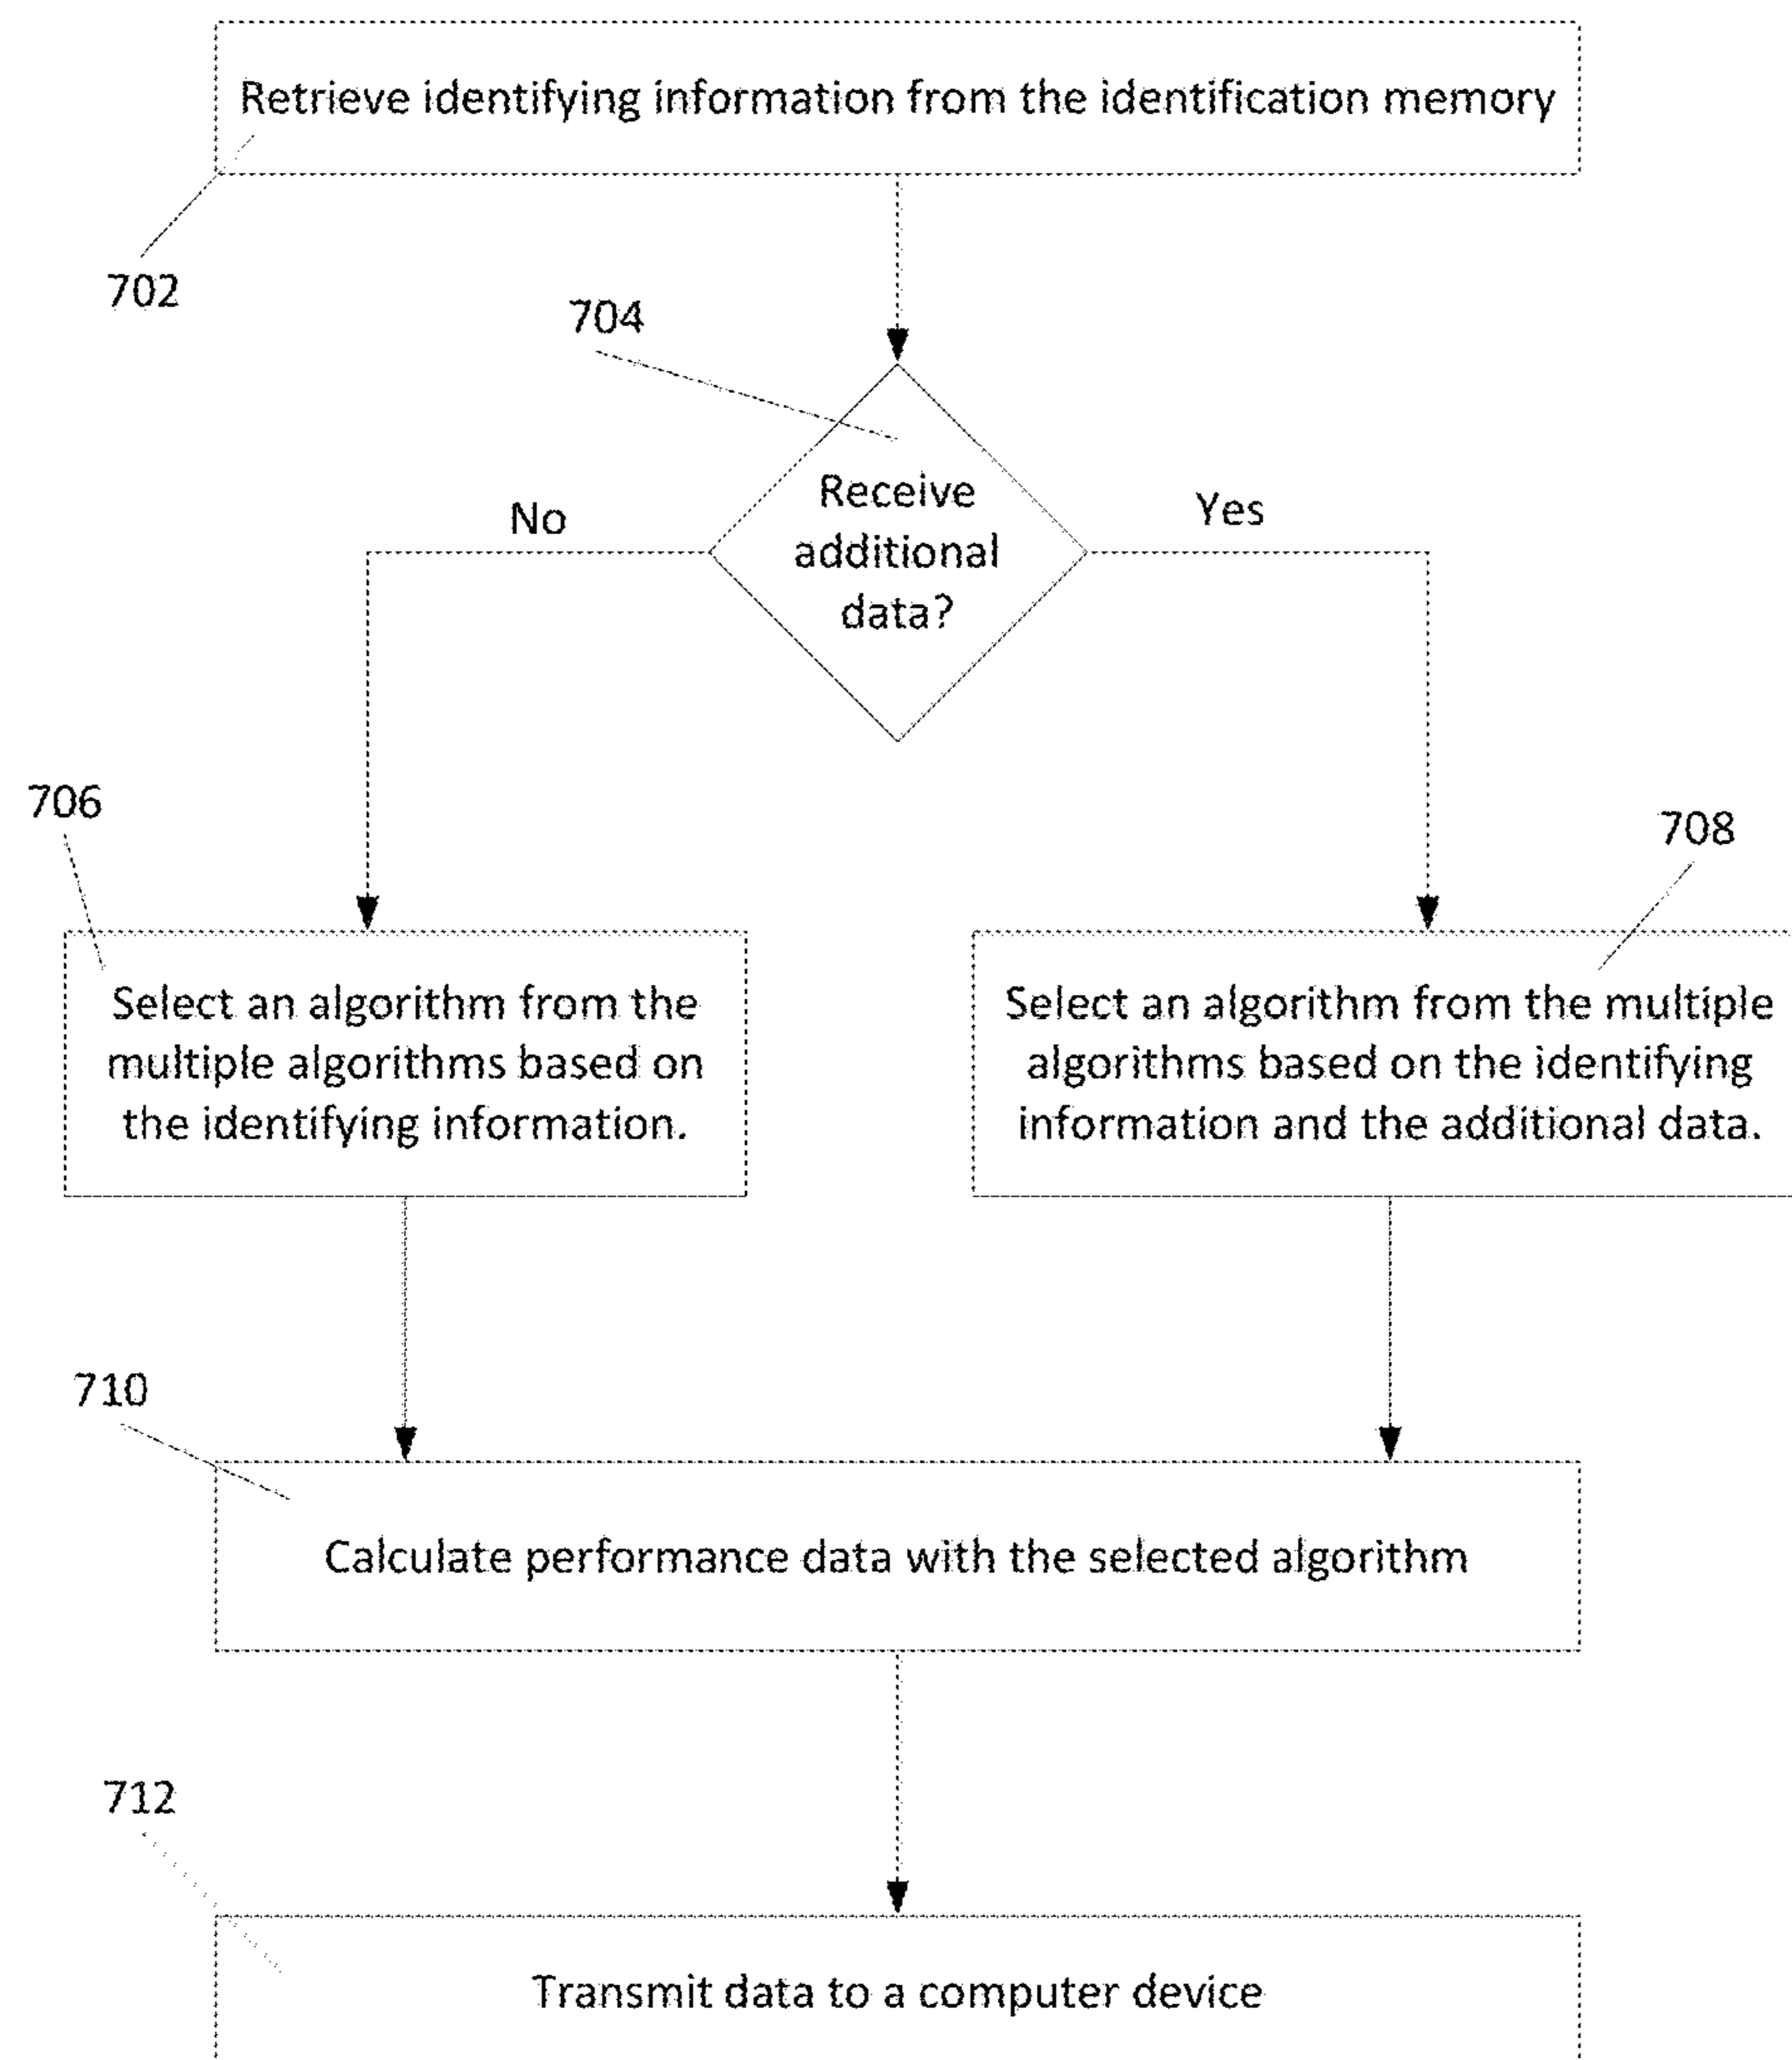 Retrieve identifying information from the identification memory
702
704
Receive
additional
data?
No
Yes
706
708
Select an algorithm from the
multiple algorithms based on
the identifying information.
Select an algorithm from the multiple
algorithms based on the identifying
information and the additional data.
710
Calculate performance data with the selected algorithm
712
Transmit data to a computer device